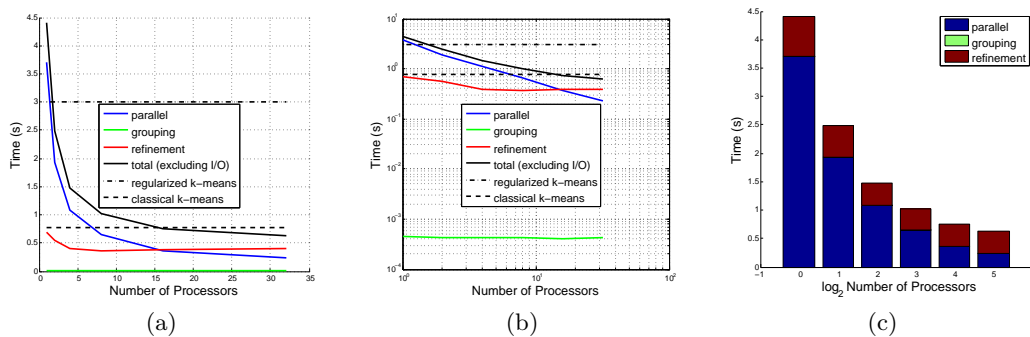 4.5
4
3.5
3
2.5
2
1.5
1
0.5
0
0
5
10
15
20
25
30
35
Time (s)
Number of Processors
parallel
grouping
refinement
total (excluding I/O)
regularized k−means
classical k−means
(a)
10^1
10^0
10^−1
10^−2
10^−3
10^−4
10^0
10^1
10^2
Time (s)
Number of Processors
parallel
grouping
refinement
total (excluding I/O)
regularized k−means
classical k−means
(b)
4.5
4.0
3.5
3.0
2.5
2.0
1.5
1.0
0.5
−1
0
1
2
3
4
5
Time (s)
log2 Number of Processors
parallel
grouping
refinement
(c)